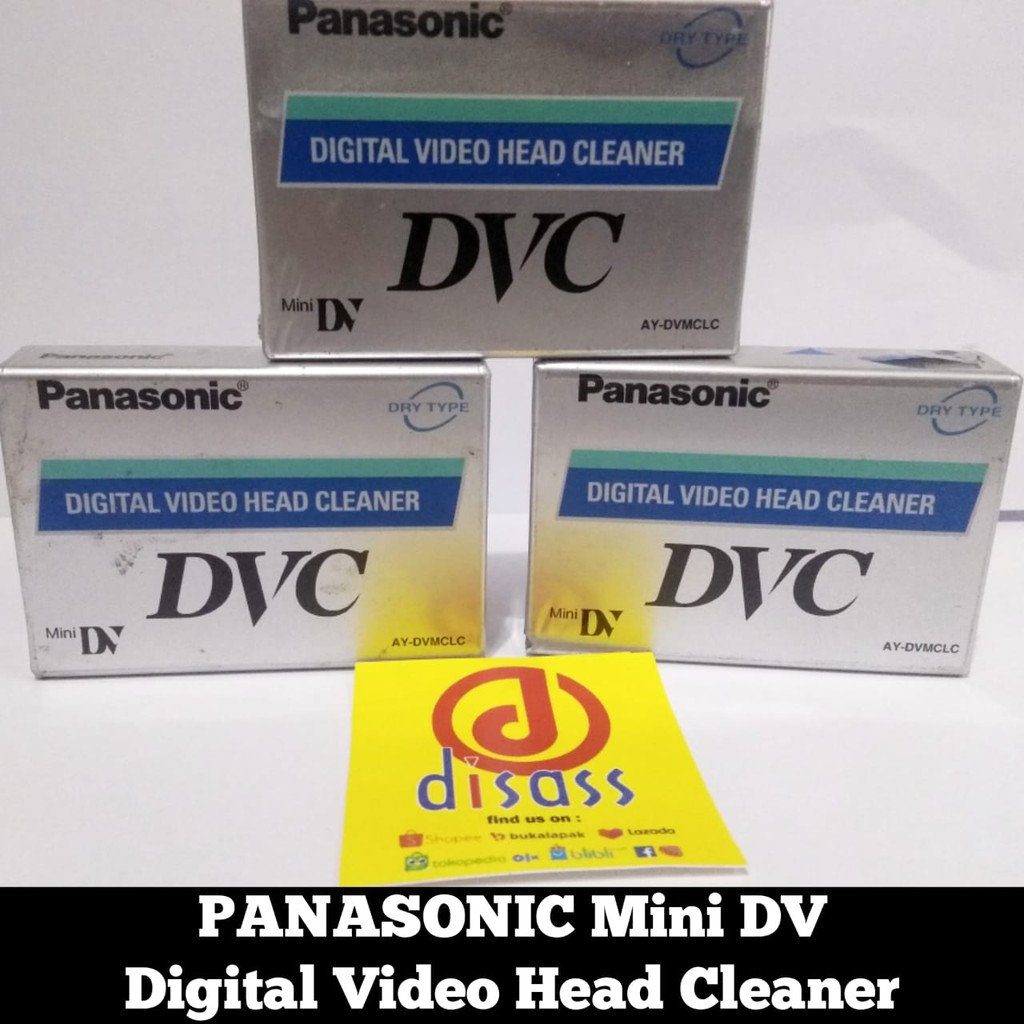 Panasonic
DRY TYPE
DIGITAL VIDEO HEAD CLEANER
DVC
Mini DV
AY-DVMCLC
Panasonic
Panasonic®
DRY TYPE
DIGITAL VIDEO HEAD CLEANER
DVC
Mini DV
AY-DVMCLC
Panasonic®
DRY TYPE
DIGITAL VIDEO HEAD CLEANER
DVC
Mini DV
AY-DVMCLC
d
disass
find us on :
Shopee bukalapak Lazada
tokopedia olx blibli f
PANASONIC Mini DV
Digital Video Head Cleaner